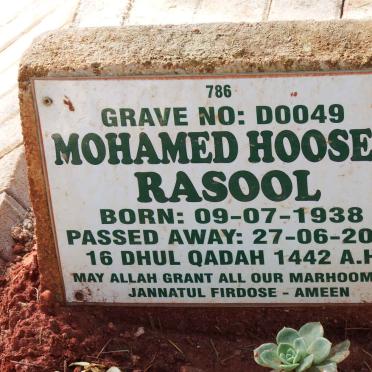 786
GRAVE NO: D0049
MOHAMED HOOSE
RASOOL
BORN: 09-07-1938
PASSED AWAY: 27-06-20
16 DHUL QADAH 1442 A.H
MAY ALLAH GRANT ALL OUR MARHOOM
JANNATUL FIRDOSE - AMEEN